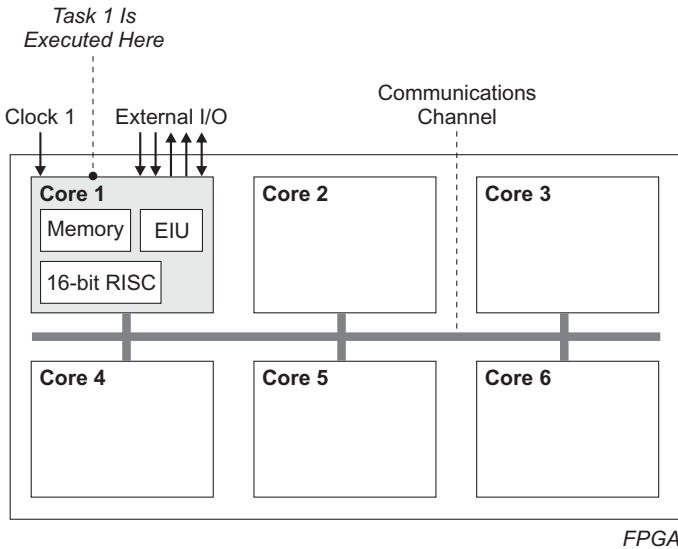 Task 1 Is
Executed Here
Communications
Channel
Clock 1
External I/O
Core 1
Memory
EIU
16-bit RISC
Core 2
Core 3
Core 4
Core 5
Core 6
FPGA